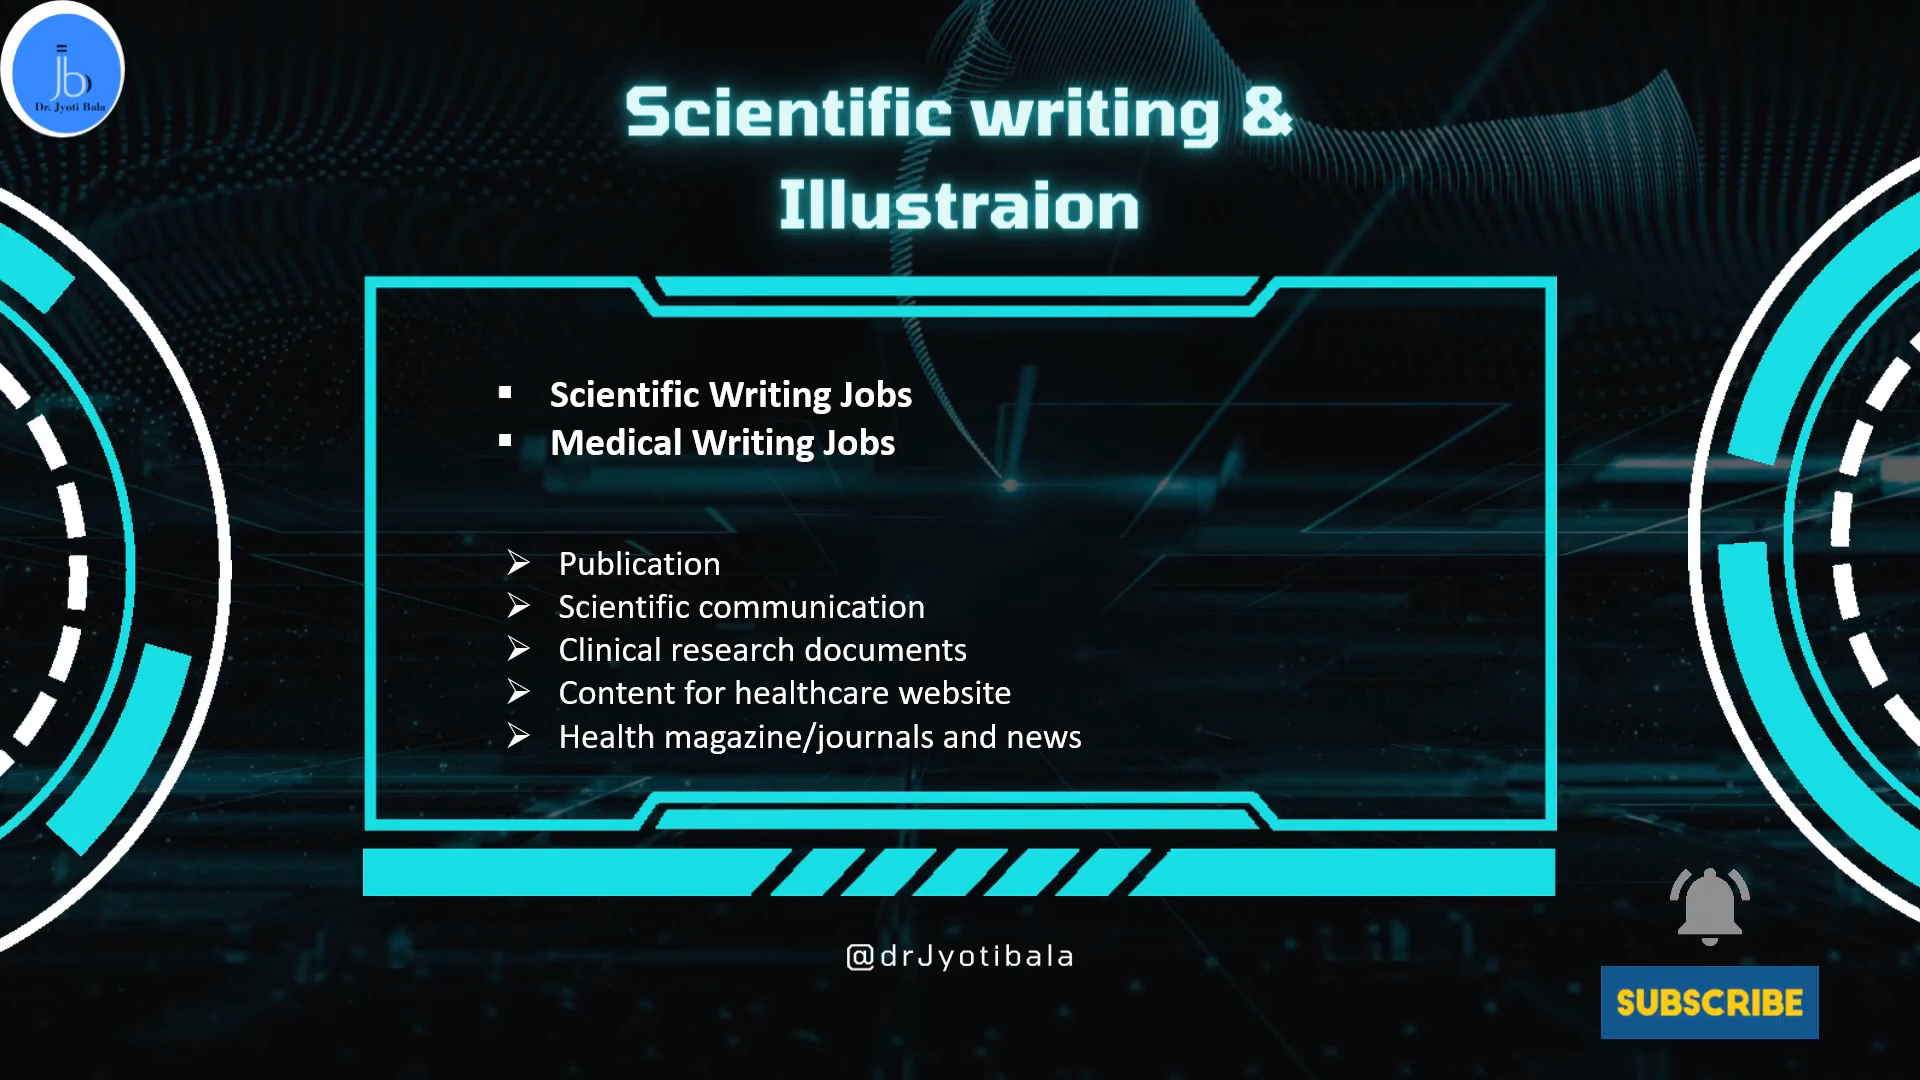 jb
Dr. Jyoti Bala
Scientific writing &
Illustraion
▪ Scientific Writing Jobs
▪ Medical Writing Jobs
➢ Publication
➢ Scientific communication
➢ Clinical research documents
➢ Content for healthcare website
➢ Health magazine/journals and news
@drJyotibala
SUBSCRIBE